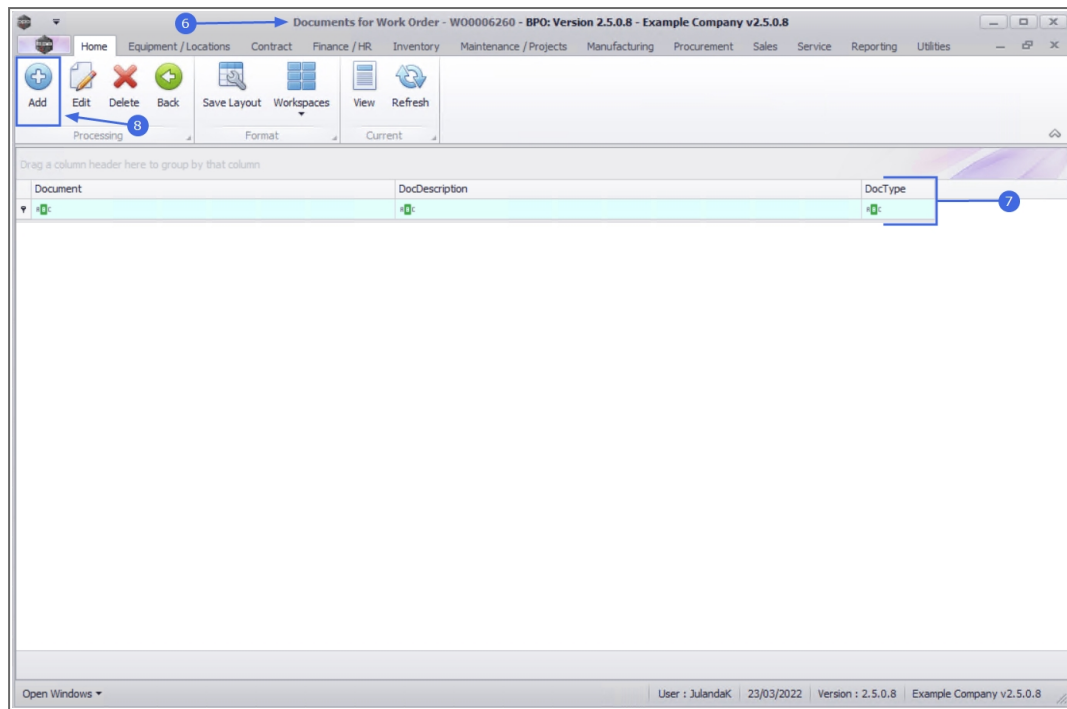 6
Documents for Work Order - WO0006260 - BPO: Version 2.5.0.8 - Example Company v2.5.0.8
Home Equipment / Locations Contract Finance / HR Inventory Maintenance / Projects Manufacturing Procurement Sales Service Reporting Utilities
Add Edit Delete Back Save Layout Workspaces View Refresh
8
Processing Format Current
Drag a column header here to group by that column
Document DocDescription DocType
7
Open Windows User : JulandaK 23/03/2022 Version : 2.5.0.8 Example Company v2.5.0.8